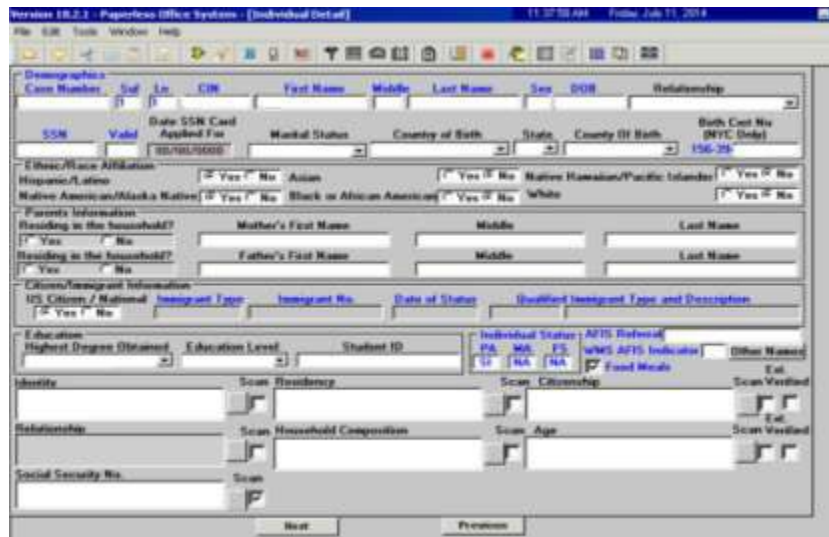 Version 18.2.1 - Paperless Office System - [Individual Detail] 11:37:58 AM Friday, July 11, 2014
File Edit Tools Window Help
Demographics
Case Number Suf Ln CIN First Name Middle Last Name Sex DOB Relationship
SSN Valid Date SSN Card Applied For Marital Status Country of Birth State County Of Birth Birth Cert No (NYC Only)
00/00/0000 156-39-
Ethnic/Race Affiliation
Hispanic/Latino Yes No Asian Yes No Native Hawaiian/Pacific Islander Yes No
Native American/Alaska Native Yes No Black or African American Yes No White Yes No
Parents Information
Residing in the household? Mother's First Name Middle Last Name
Yes No
Residing in the household? Father's First Name Middle Last Name
Yes No
Citizen/Immigrant Information
US Citizen / National Immigrant Type Immigrant No. Date of Status Qualified Immigrant Type and Description
Yes No
Education Individual Status AFIS Referral
Highest Degree Obtained Education Level Student ID PA MA FS WMS AFIS Indicator Other Names
SI NA NA Food Meals
Identity Scan Residency Scan Citizenship Scan Ext. Verified
Relationship Scan Household Composition Scan Age Scan Ext. Verified
Social Security No. Scan
Next Previous